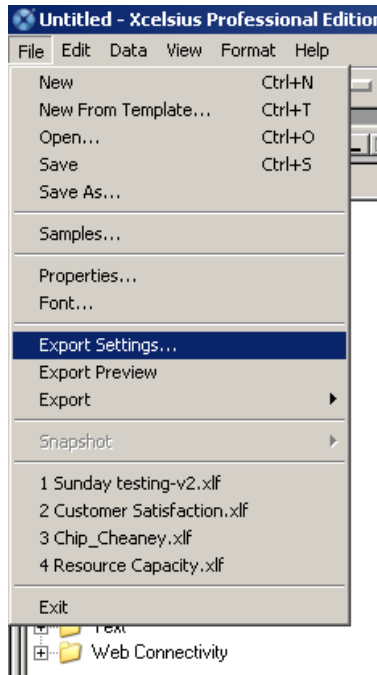 Untitled - Xcelsius Professional Edition
File Edit Data View Format Help
New Ctrl+N
New From Template... Ctrl+T
Open... Ctrl+O
Save Ctrl+S
Save As...
Samples...
Properties...
Font...
Export Settings...
Export Preview
Export
Snapshot
1 Sunday testing-v2.xlf
2 Customer Satisfaction.xlf
3 Chip_Cheaney.xlf
4 Resource Capacity.xlf
Exit
Text
Web Connectivity